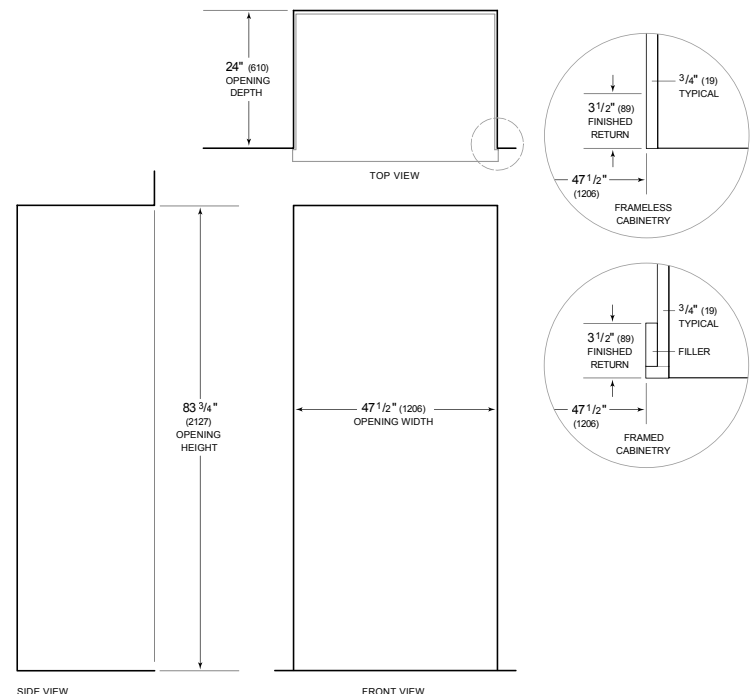 24" (610)
OPENING
DEPTH
TOP VIEW
3/4" (19)
TYPICAL
3 1/2" (89)
FINISHED
RETURN
47 1/2"
(1206)
FRAMELESS
CABINETRY
3/4" (19)
TYPICAL
3 1/2" (89)
FINISHED
RETURN
FILLER
47 1/2"
(1206)
FRAMED
CABINETRY
83 3/4"
(2127)
OPENING
HEIGHT
47 1/2" (1206)
OPENING WIDTH
SIDE VIEW
FRONT VIEW